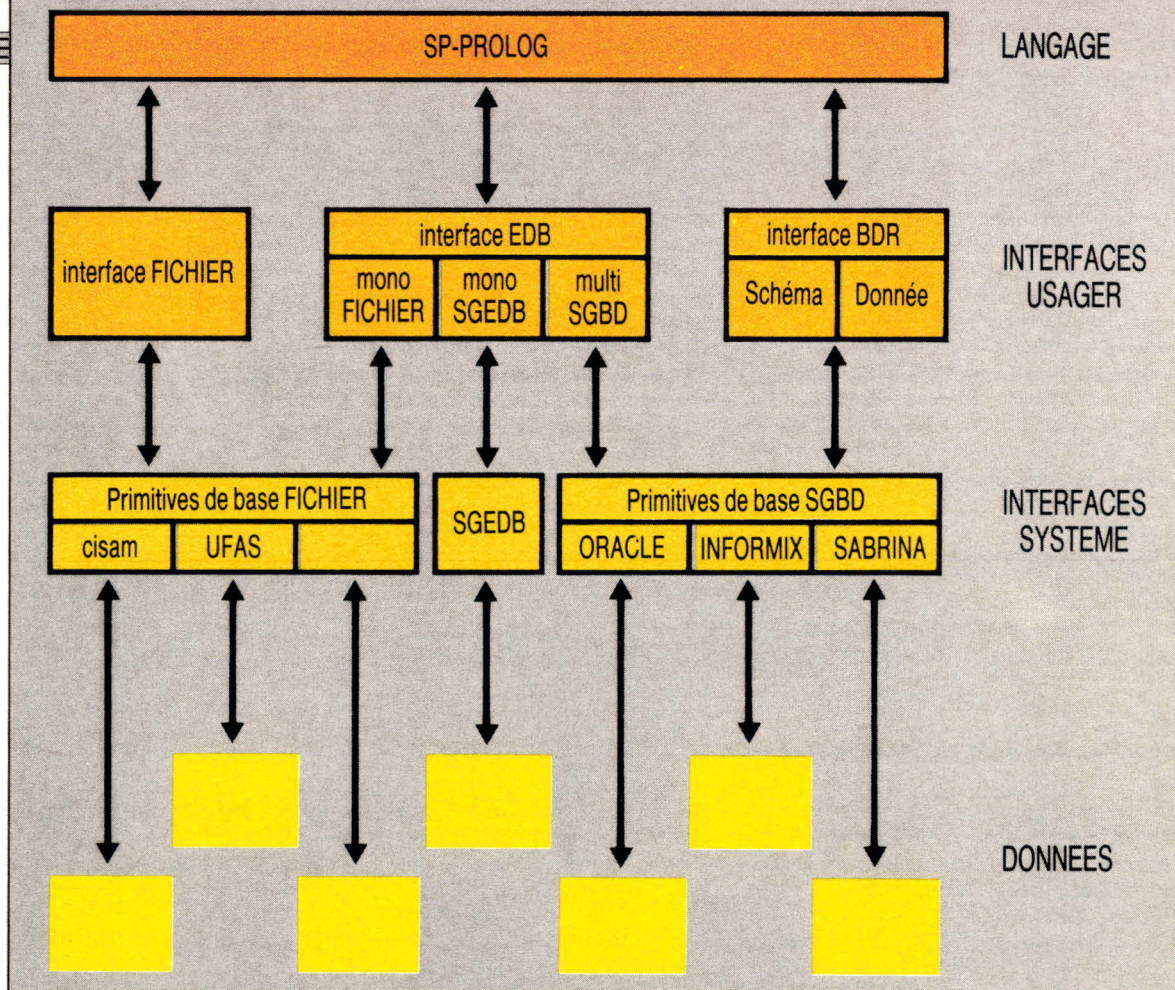 SP-PROLOG
LANGAGE
interface FICHIER
interface EDB
mono
FICHIER
mono
SGEDB
multi
SGBD
interface BDR
Schéma
Donnée
INTERFACES
USAGER
Primitives de base FICHIER
cisam
UFAS
SGEDB
Primitives de base SGBD
ORACLE
INFORMIX
SABRINA
INTERFACES
SYSTEME
DONNEES